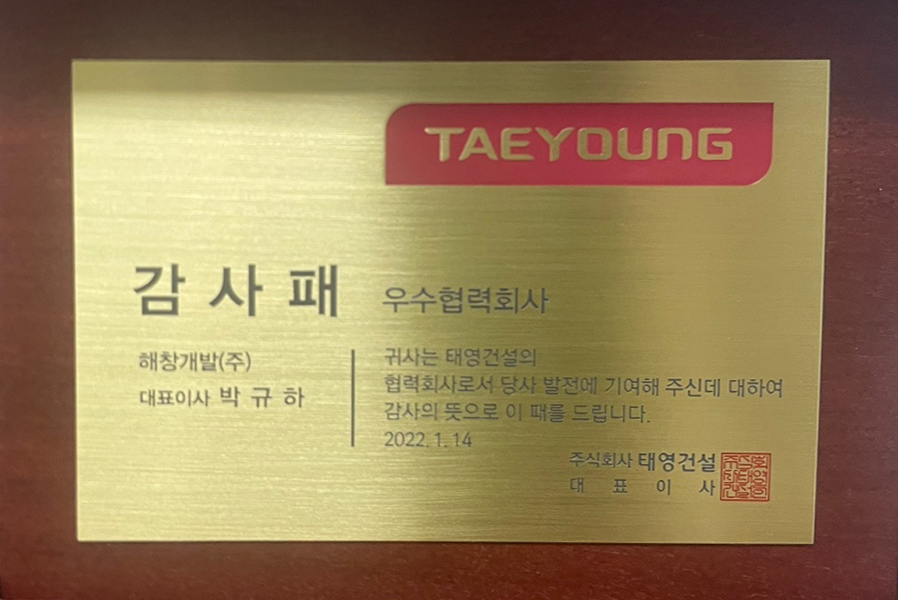 TAEYOUNG
감사패 우수협력회사
해창개발(주)
대표이사 박규하
귀사는 태영건설의
협력회사로서 당사 발전에 기여해 주신데 대하여
감사의 뜻으로 이 패를 드립니다.
2022. 1. 14
주식회사 태영건설
대표이사